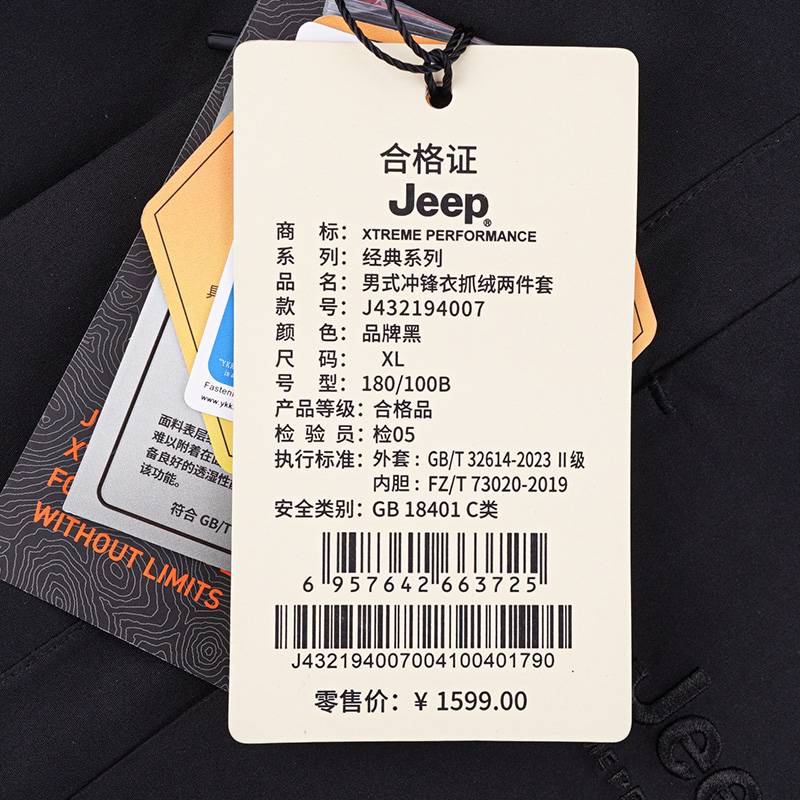 合格证
Jeep®
商 标: XTREME PERFORMANCE
系 列: 经典系列
品 名: 男式冲锋衣抓绒两件套
款 号: J432194007
颜 色: 品牌黑
尺 码: XL
号 型: 180/100B
产品等级: 合格品
检 验 员: 检05
执行标准: 外套: GB/T 32614-2023 II级
内胆: FZ/T 73020-2019
安全类别: GB 18401 C类
6 957642 663725
J432194007004100401790
零售价: ¥ 1599.00
面料表层
难以附着在
备良好的透湿性
该功能。
符合 GB/T
Fasteni
www.ykk
WITHOUT LIMITS
Jeep